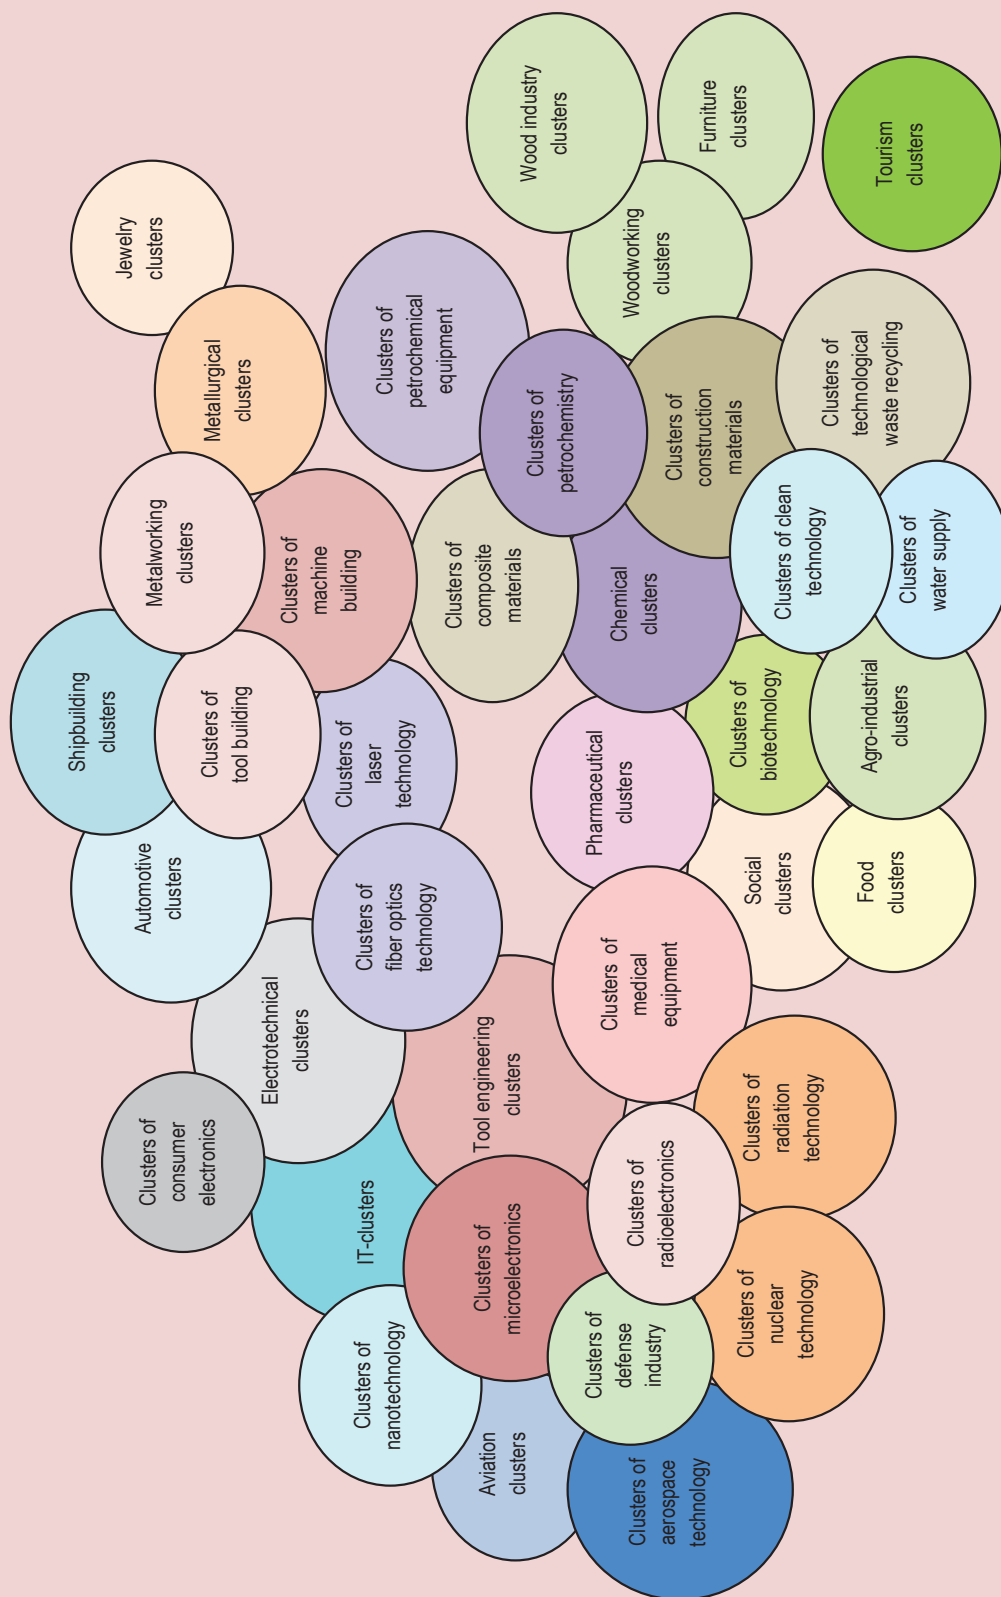 Shipbuilding
clusters
Jewelry
clusters
Automotive
clusters
Metalworking
clusters
Clusters of
consumer
electronics
Clusters of
tool building
Metallurgical
clusters
Electrotechnical
clusters
Clusters of
machine
building
Clusters of
nanotechnology
IT-clusters
Clusters of
fiber optics
technology
Clusters of
laser
technology
Clusters of
petrochemical
equipment
Aviation
clusters
Clusters of
microelectronics
Tool engineering
clusters
Clusters of
composite
materials
Clusters of
petrochemistry
Wood industry
clusters
Clusters of
defense
industry
Clusters of
radioelectronics
Clusters of
medical
equipment
Pharmaceutical
clusters
Chemical
clusters
Woodworking
clusters
Clusters of
aerospace
technology
Clusters of
construction
materials
Furniture
clusters
Clusters of
nuclear
technology
Clusters of
radiation
technology
Social
clusters
Clusters of
biotechnology
Clusters of clean
technology
Clusters of
technological
waste recycling
Food
clusters
Agro-industrial
clusters
Clusters of
water supply
Tourism
clusters